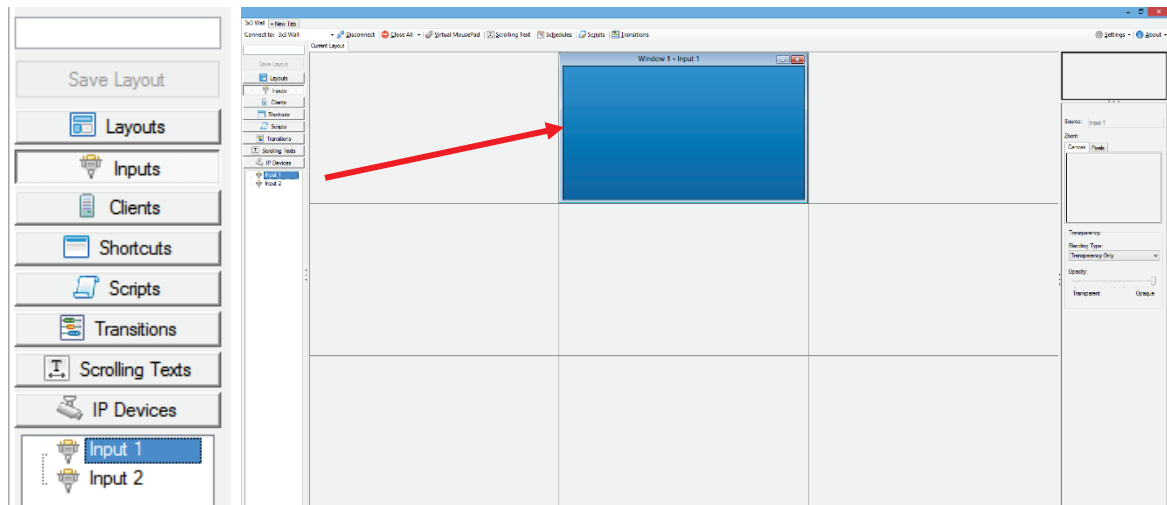 Save Layout
Layouts
Inputs
Clients
Shortcuts
Scripts
Transitions
Scrolling Texts
IP Devices
Input 1
Input 2
3x3 Wall + New Tab
Connect to: 3x3 Wall Disconnect Close All Virtual MousePad Scrolling Text Schedules Scripts Transitions Settings About
Current Layout
Save Layout
Layouts
Inputs
Clients
Shortcuts
Scripts
Transitions
Scrolling Texts
IP Devices
Input 1
Input 2
Window 1 - Input 1
Source: Input 1
Zoom:
Canvas Pixels
Transparency:
Blending Type:
Transparency Only
Opacity:
Transparent Opaque